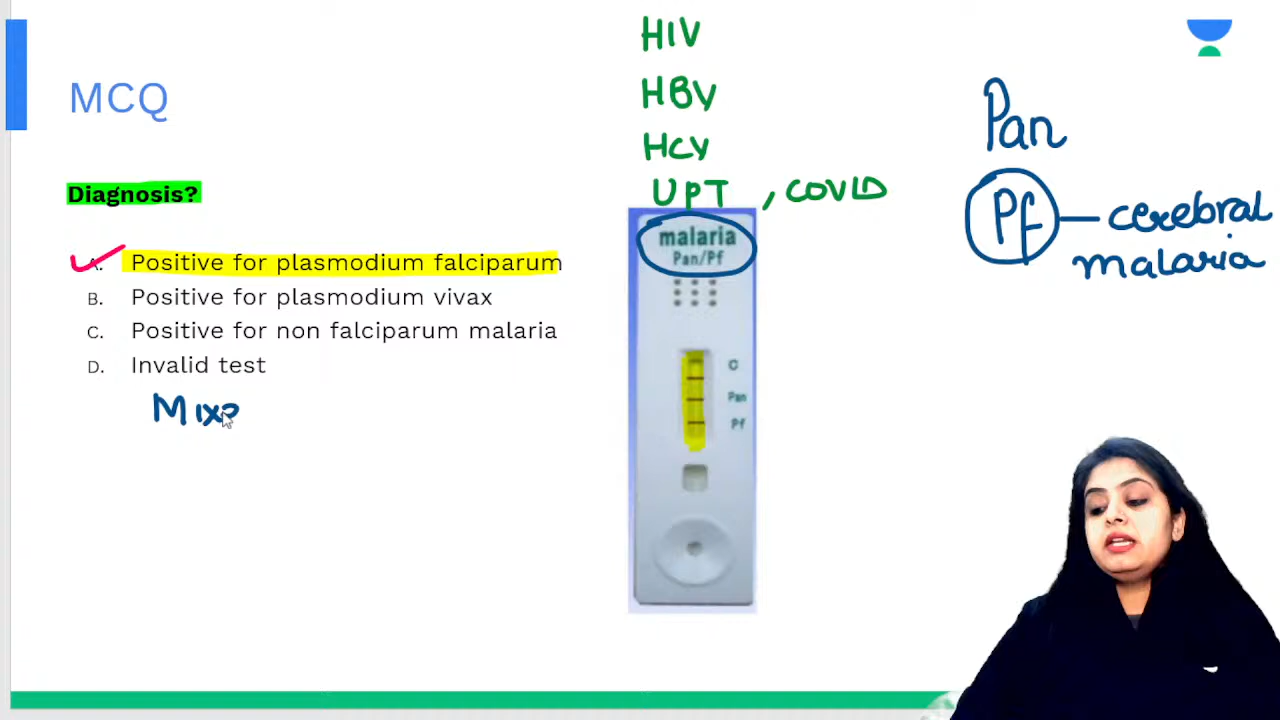 HIV
HBV
HCV
UPT, COVID
MCQ
Pan
Pf — cerebral
malaria
Diagnosis?
A. Positive for plasmodium falciparum
B. Positive for plasmodium vivax
C. Positive for non falciparum malaria
D. Invalid test
malaria
Pan/Pf
C
Pan
Pf